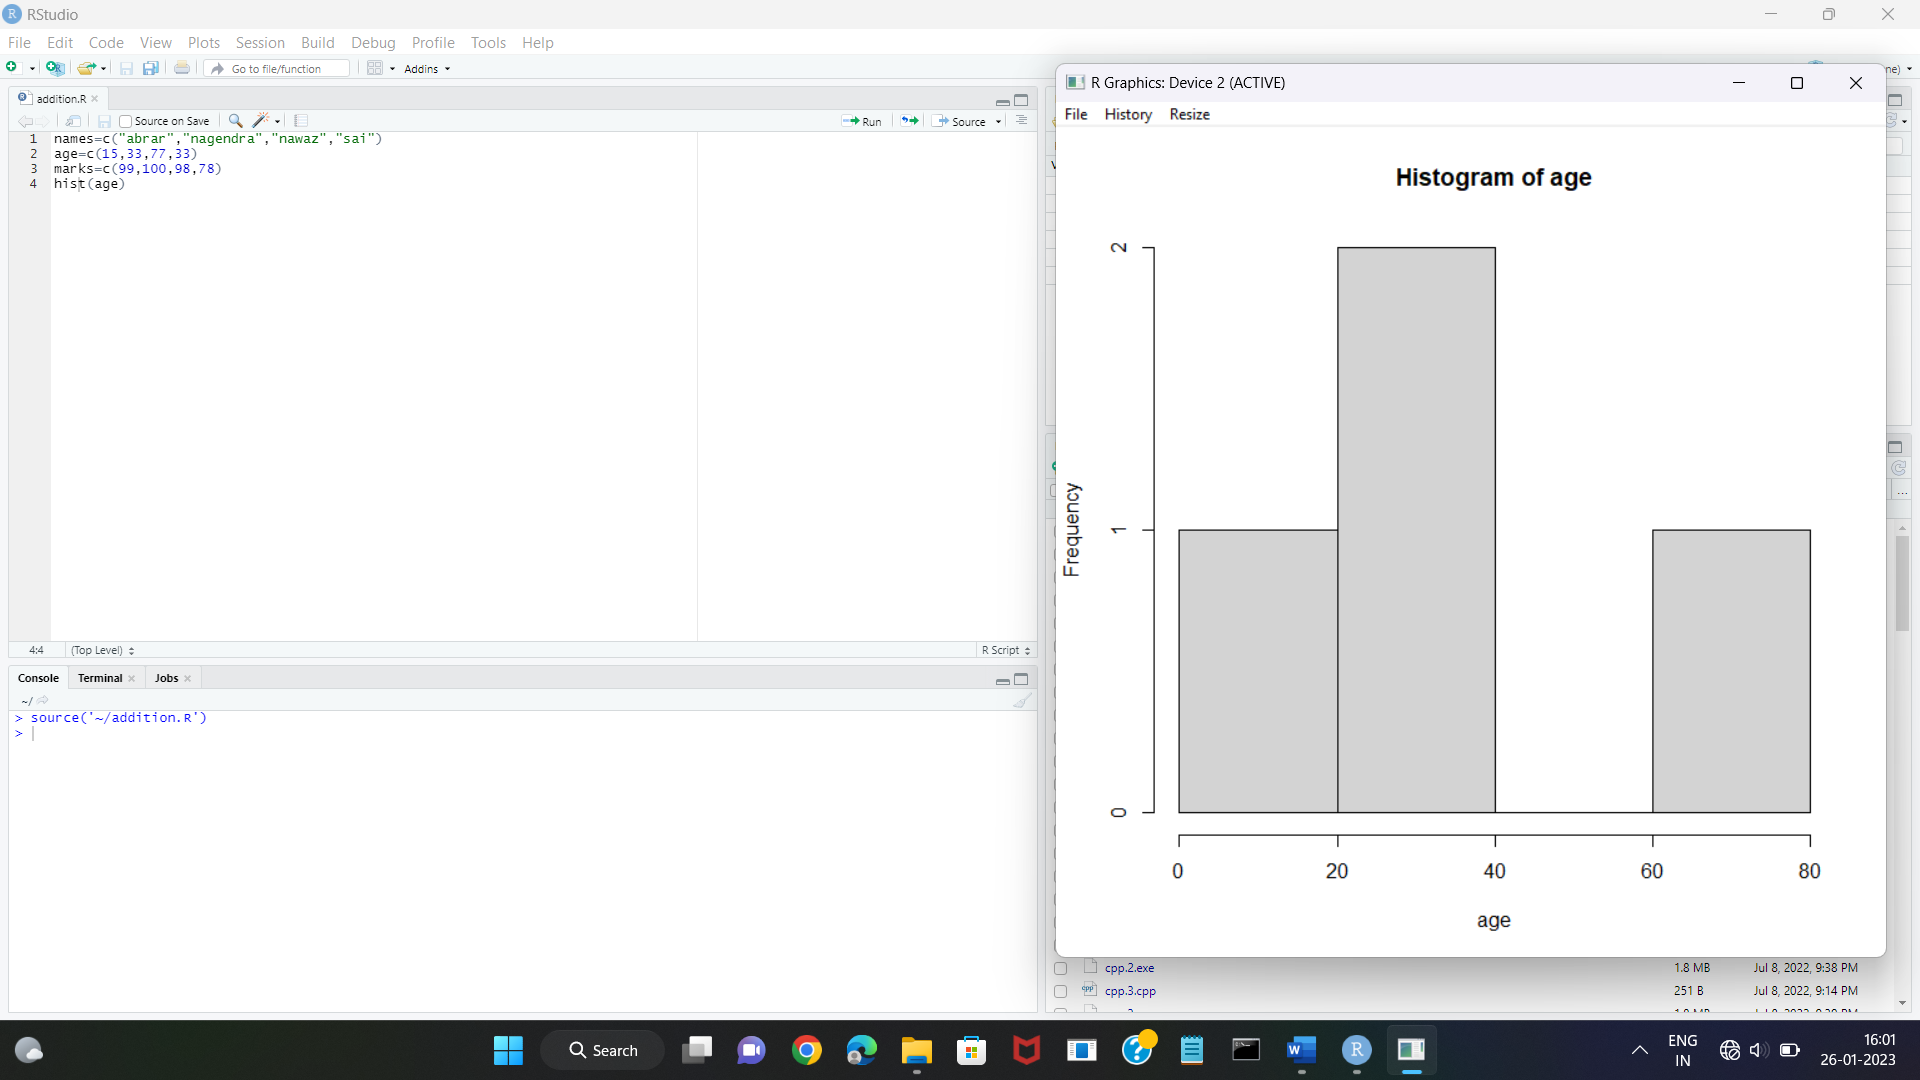 RStudio
File Edit Code View Plots Session Build Debug Profile Tools Help
Go to file/function Addins
addition.R
Source on Save Run Source
1 names=c("abrar","nagendra","nawaz","sai")
2 age=c(15,33,77,33)
3 marks=c(99,100,98,78)
4 hist(age)
4:4 (Top Level) R Script
Console Terminal Jobs
~/
> source('~/addition.R')
>
R Graphics: Device 2 (ACTIVE)
File History Resize
Histogram of age
Frequency
2
1
0
0 20 40 60 80
age
cpp.2.exe 1.8 MB Jul 8, 2022, 9:38 PM
cpp.3.cpp 251 B Jul 8, 2022, 9:14 PM
Search
ENG
IN
16:01
26-01-2023